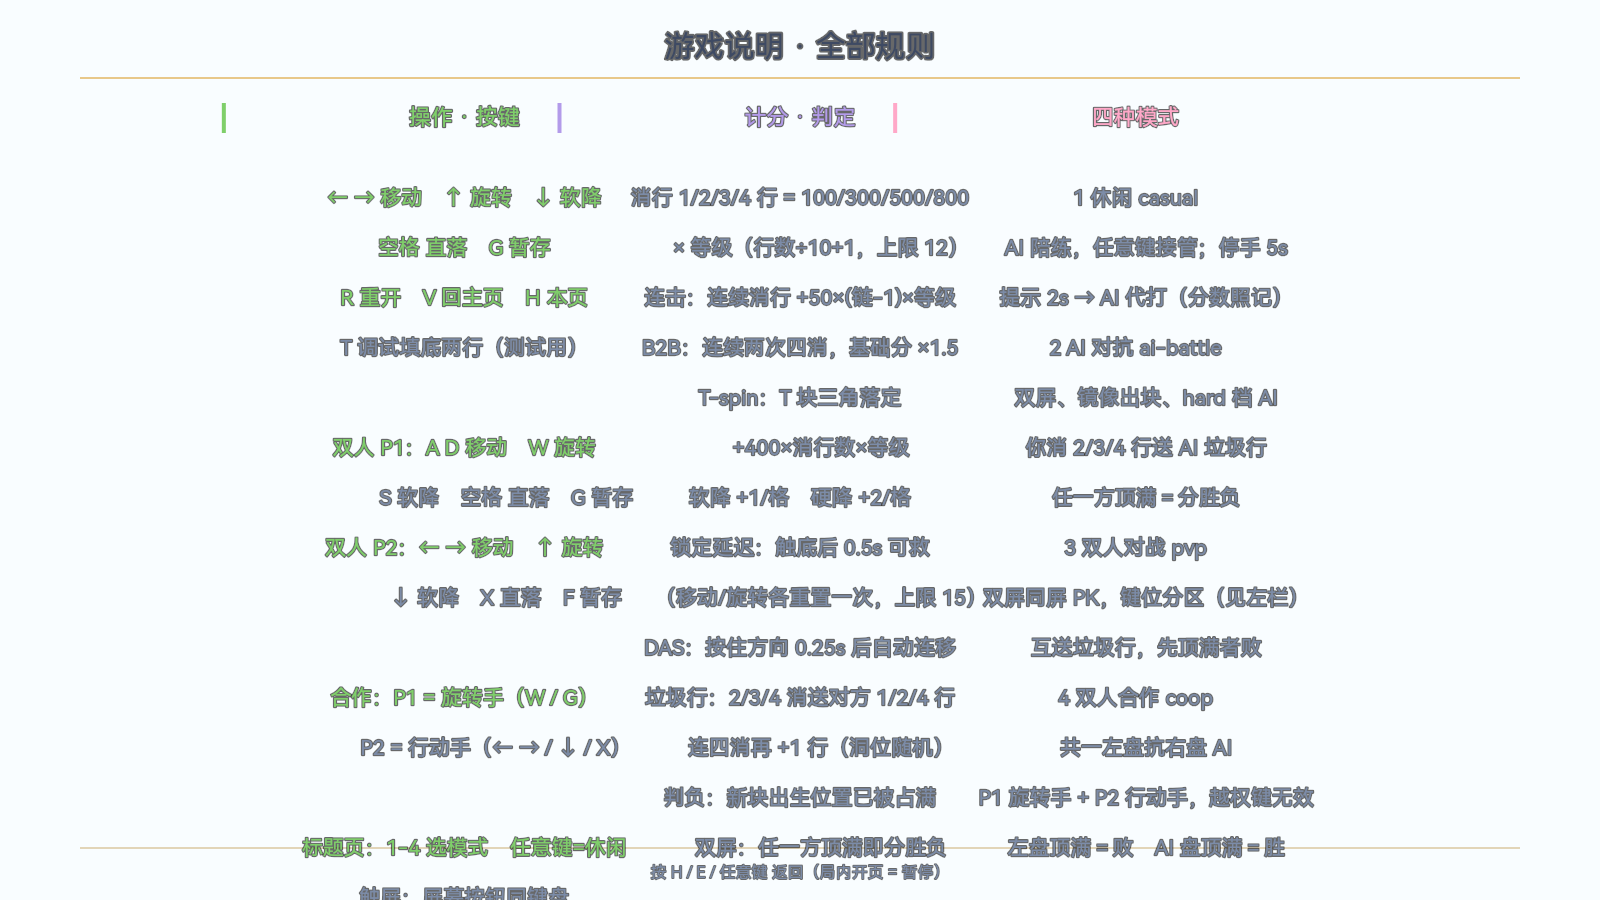 游戏说明 · 全部规则
操作 · 按键
← → 移动　↑ 旋转　↓ 软降
空格 直落　G 暂存
R 重开　V 回主页　H 本页
T 调试填底两行（测试用）
双人 P1：A D 移动　W 旋转
S 软降　空格 直落　G 暂存
双人 P2：← → 移动　↑ 旋转
↓ 软降　X 直落　F 暂存
合作：P1 = 旋转手（W / G）
P2 = 行动手（← → / ↓ / X）
标题页：1-4 选模式　任意键=休闲
触屏：屏幕按钮同键盘
计分 · 判定
消行 1/2/3/4 行 = 100/300/500/800
× 等级（行数÷10+1，上限 12）
连击：连续消行 +50×(链-1)×等级
B2B：连续两次四消，基础分 ×1.5
T-spin：T 块三角落定
+400×消行数×等级
软降 +1/格　硬降 +2/格
锁定延迟：触底后 0.5s 可救
（移动/旋转各重置一次，上限 15）
DAS：按住方向 0.25s 后自动连移
垃圾行：2/3/4 消送对方 1/2/4 行
连四消再 +1 行（洞位随机）
判负：新块出生位置已被占满
双屏：任一方顶满即分胜负
四种模式
1 休闲 casual
AI 陪练，任意键接管；停手 5s
提示 2s → AI 代打（分数照记）
2 AI 对抗 ai-battle
双屏、镜像出块、hard 档 AI
你消 2/3/4 行送 AI 垃圾行
任一方顶满 = 分胜负
3 双人对战 pvp
双屏同屏 PK，键位分区（见左栏）
互送垃圾行，先顶满者败
4 双人合作 coop
共一左盘抗右盘 AI
P1 旋转手 + P2 行动手，越权键无效
左盘顶满 = 败　AI 盘顶满 = 胜
按 H / E / 任意键 返回（局内开页 = 暂停）